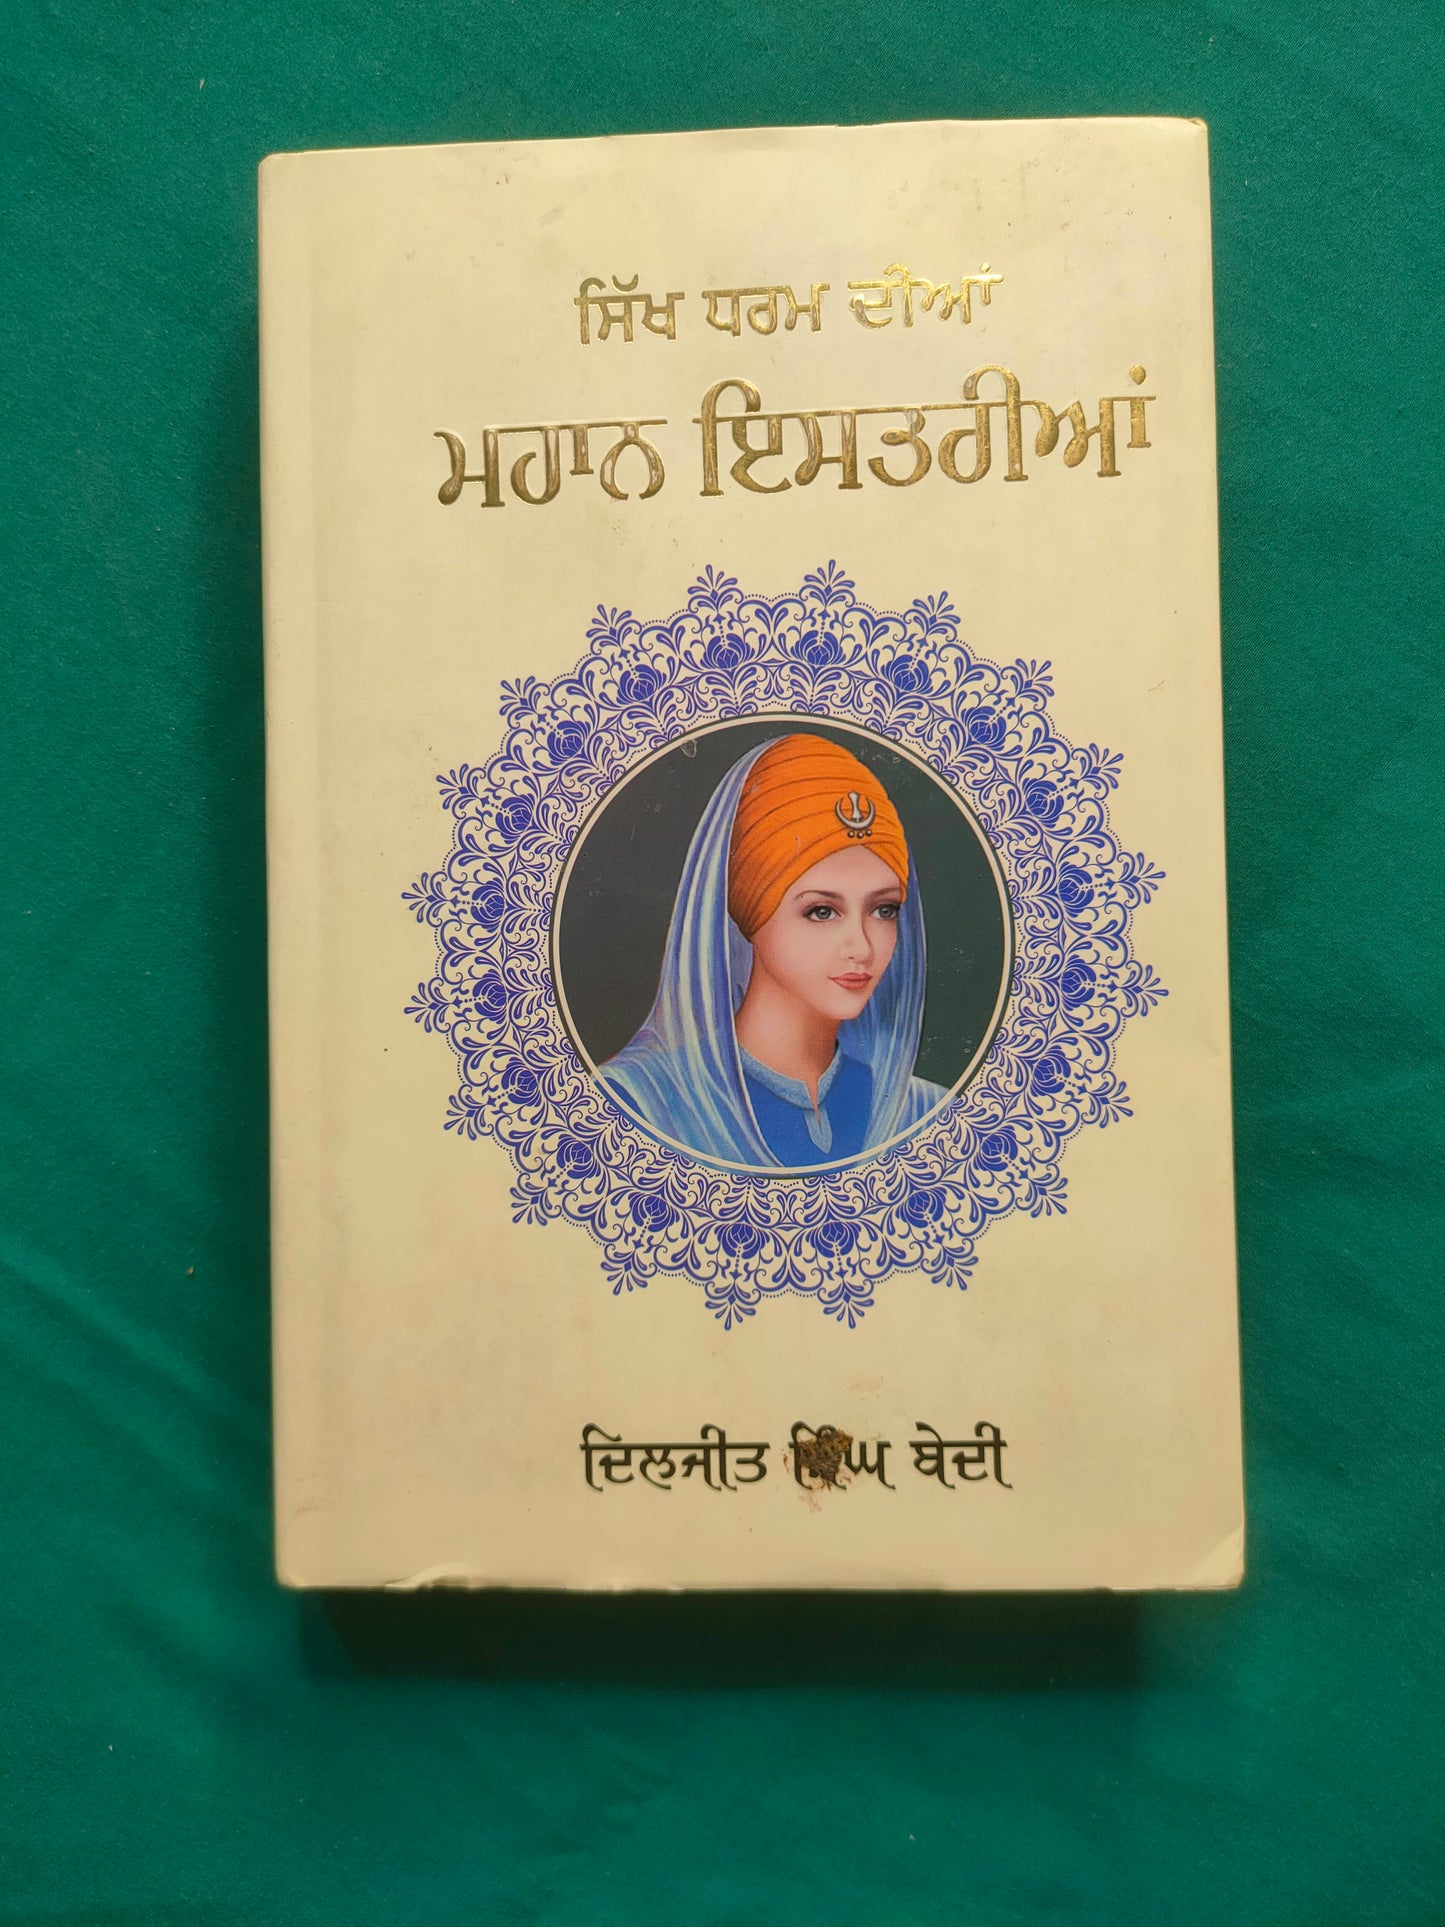 ਸਿੱਖ ਧਰਮ ਦੀਆਂ
ਮਹਾਨ ਇਸਤਰੀਆਂ
ਦਿਲਜੀਤ ਸਿੰਘ ਬੇਦੀ